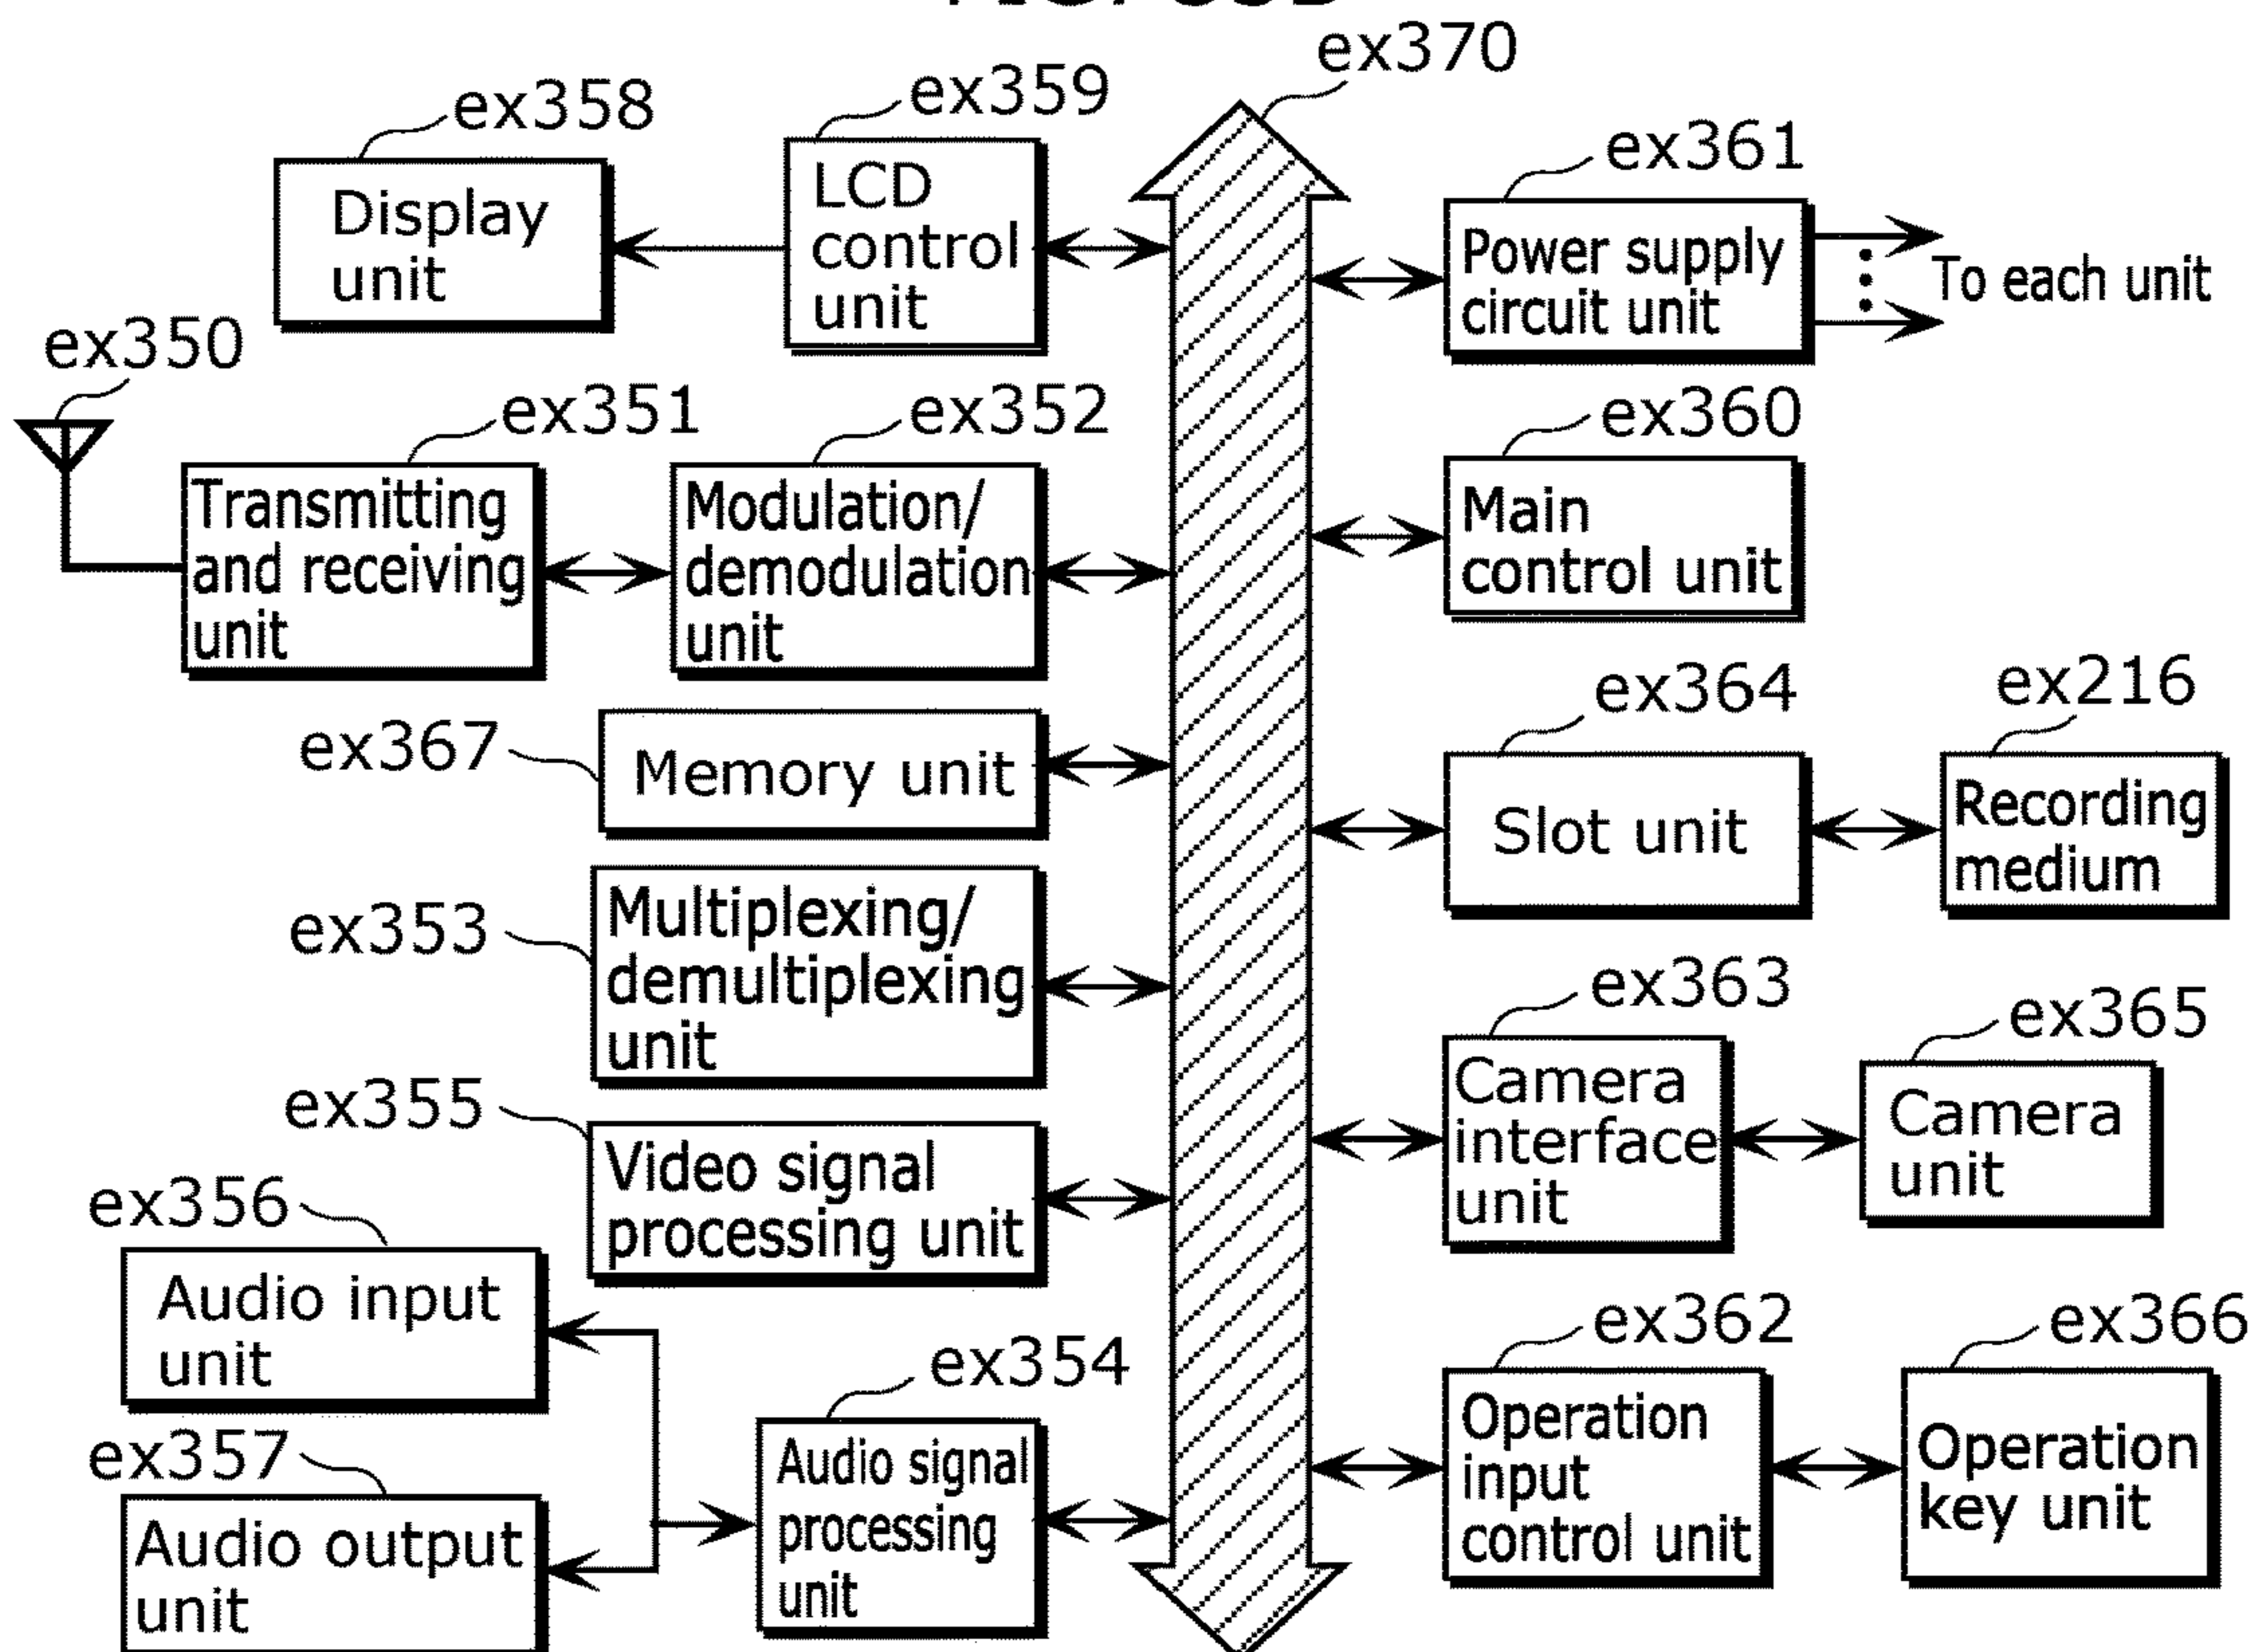 ex370
ex358
ex359
ex361
Display
unit
LCD
control
unit
Power supply
circuit unit
To each unit
ex350
ex351
ex352
ex360
Transmitting
and receiving
unit
Modulation/
demodulation
unit
Main
control unit
ex367
Memory unit
ex364
ex216
Slot unit
Recording
medium
ex353
Multiplexing/
demultiplexing
unit
ex363
ex365
Camera
interface
unit
Camera
unit
ex355
Video signal
processing unit
ex356
Audio input
unit
ex354
ex362
ex366
ex357
Audio output
unit
Audio signal
processing
unit
Operation
input
control unit
Operation
key unit